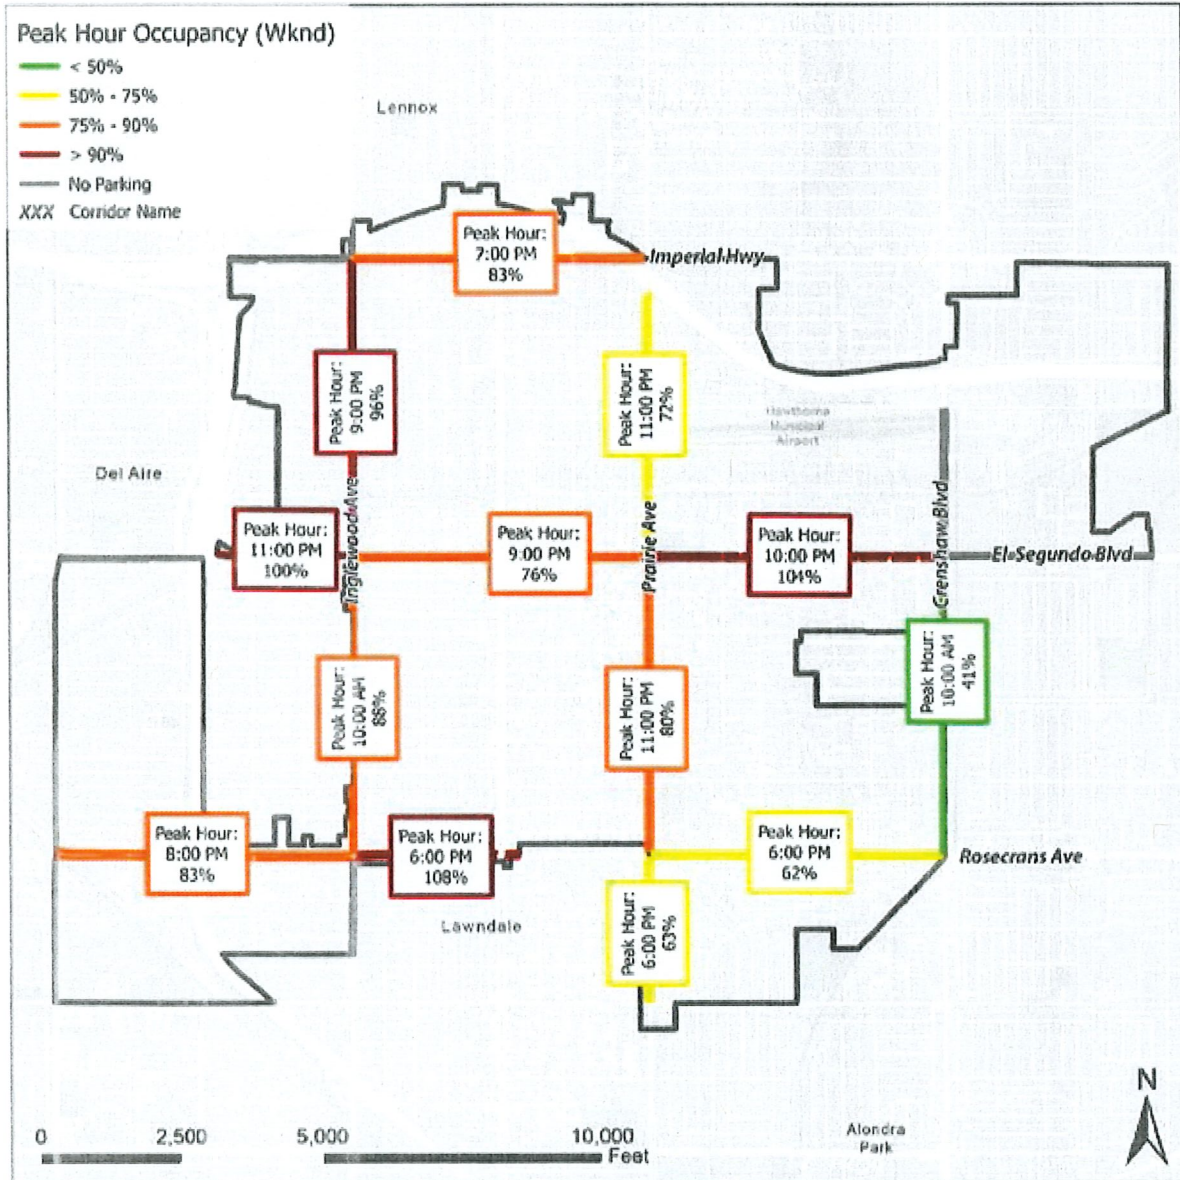 Peak Hour Occupancy (Wknd)
< 50%
50% - 75%
75% - 90%
> 90%
No Parking
XXX Corridor Name
Lennox
Peak Hour:
7:00 PM
83%
Imperial Hwy
Peak Hour:
9:00 PM
96%
Peak Hour:
11:00 PM
72%
Hawthorne
Municipal
Airport
Del Aire
Inglewood Ave
Prairie Ave
Crenshaw Blvd
Peak Hour:
11:00 PM
100%
Peak Hour:
9:00 PM
76%
Peak Hour:
10:00 PM
104%
El Segundo Blvd
Peak Hour:
10:00 AM
41%
Peak Hour:
10:00 AM
88%
Peak Hour:
11:00 PM
80%
Peak Hour:
8:00 PM
83%
Peak Hour:
6:00 PM
108%
Peak Hour:
6:00 PM
62%
Rosecrans Ave
Lawndale
Peak Hour:
6:00 PM
63%
N
0 2,500 5,000 10,000
Feet
Alondra
Park